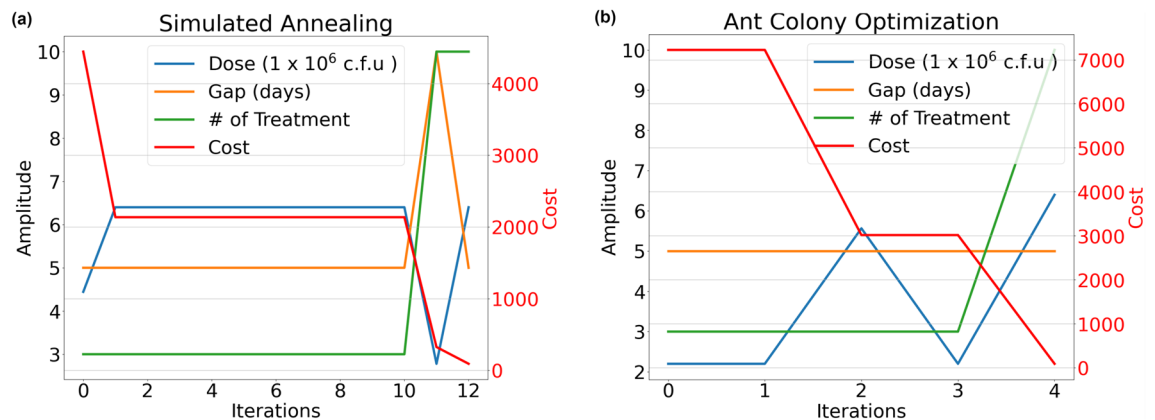 (a)
Simulated Annealing
Dose (1 x 10⁶ c.f.u )
Gap (days)
# of Treatment
Cost
10
9
8
7
6
5
4
3
Amplitude
4000
3000
2000
1000
0
Cost
0 2 4 6 8 10 12
Iterations
(b)
Ant Colony Optimization
Dose (1 x 10⁶ c.f.u )
Gap (days)
# of Treatment
Cost
10
9
8
7
6
5
4
3
2
Amplitude
7000
6000
5000
4000
3000
2000
1000
0
Cost
0 1 2 3 4
Iterations